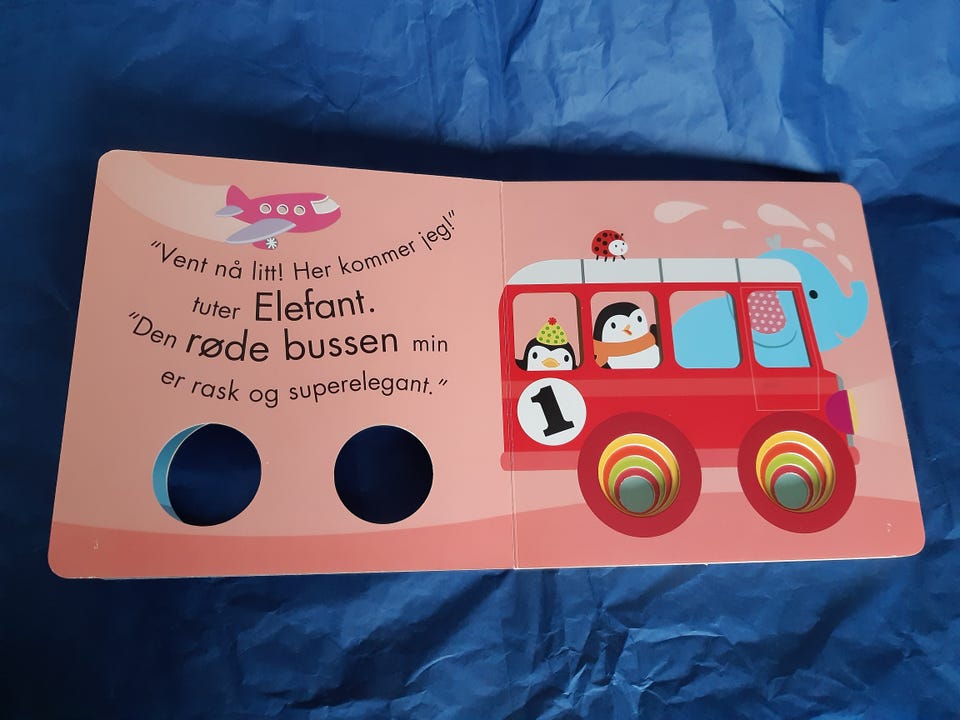 "Vent nå litt! Her kommer jeg!"
tuter Elefant.
"Den røde bussen min
er rask og superelegant."
1